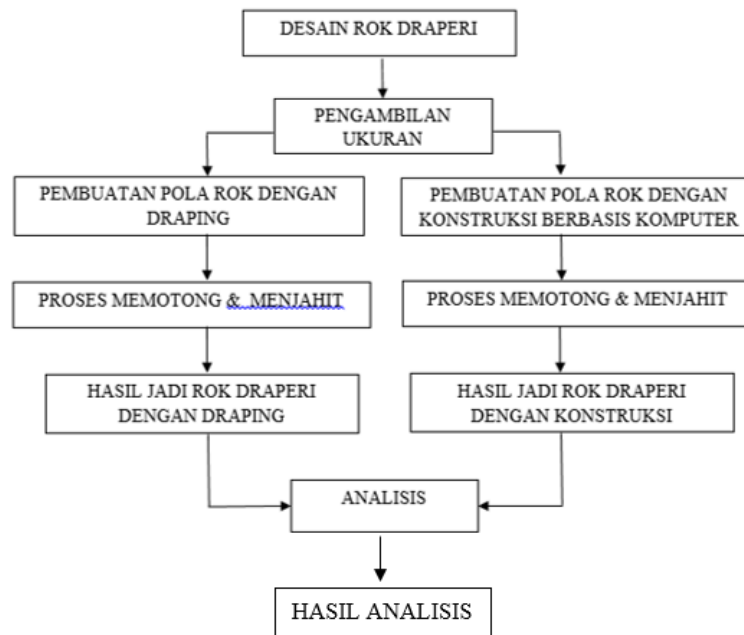 DESAIN ROK DRAPERI
PENGAMBILAN
UKURAN
PEMBUATAN POLA ROK DENGAN
DRAPING
PEMBUATAN POLA ROK DENGAN
KONSTRUKSI BERBASIS KOMPUTER
PROSES MEMOTONG & MENJAHIT
PROSES MEMOTONG & MENJAHIT
HASIL JADI ROK DRAPERI
DENGAN DRAPING
HASIL JADI ROK DRAPERI
DENGAN KONSTRUKSI
ANALISIS
HASIL ANALISIS